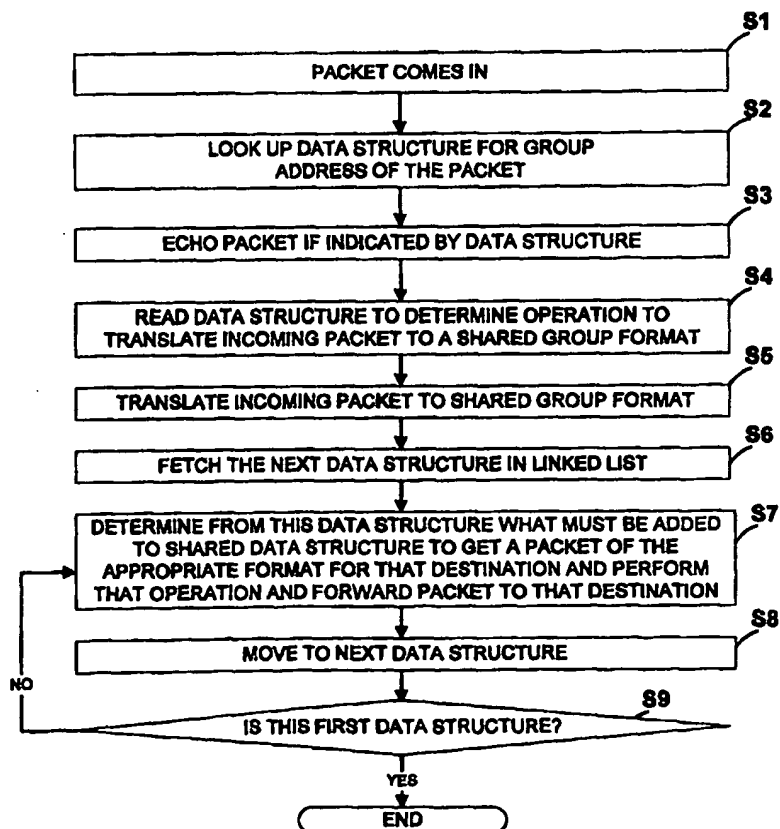 S1
PACKET COMES IN
S2
LOOK UP DATA STRUCTURE FOR GROUP
ADDRESS OF THE PACKET
S3
ECHO PACKET IF INDICATED BY DATA STRUCTURE
S4
READ DATA STRUCTURE TO DETERMINE OPERATION TO
TRANSLATE INCOMING PACKET TO A SHARED GROUP FORMAT
S5
TRANSLATE INCOMING PACKET TO SHARED GROUP FORMAT
S6
FETCH THE NEXT DATA STRUCTURE IN LINKED LIST
S7
DETERMINE FROM THIS DATA STRUCTURE WHAT MUST BE ADDED
TO SHARED DATA STRUCTURE TO GET A PACKET OF THE
APPROPRIATE FORMAT FOR THAT DESTINATION AND PERFORM
THAT OPERATION AND FORWARD PACKET TO THAT DESTINATION
S8
MOVE TO NEXT DATA STRUCTURE
NO
S9
IS THIS FIRST DATA STRUCTURE?
YES
END